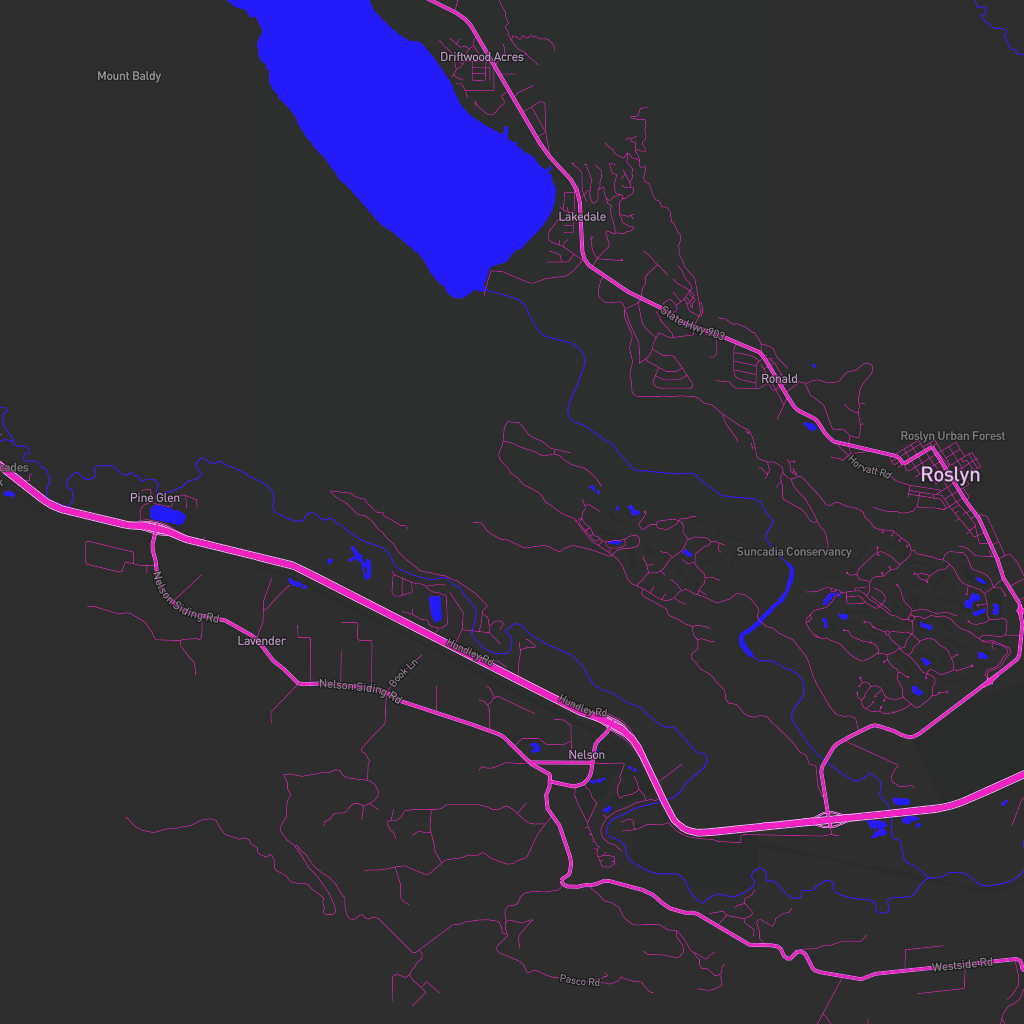 Driftwood Acres
Mount Baldy
Lakedale
State Hwy 903
Ronald
Roslyn Urban Forest
Horvatt Rd
cades
Roslyn
Pine Glen
Suncadia Conservancy
Nelson Siding Rd
Lavender
Hundley Rd
Book Ln
Nelson Siding Rd
Hundley Rd
Nelson
Westside Rd
Pasco Rd